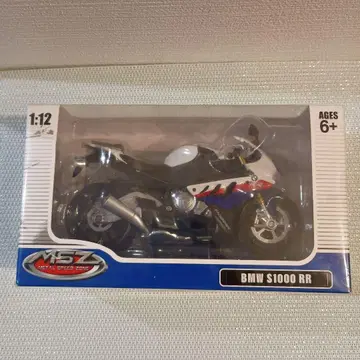 1:12
AGES
6+
MSZ
BMW S1000 RR